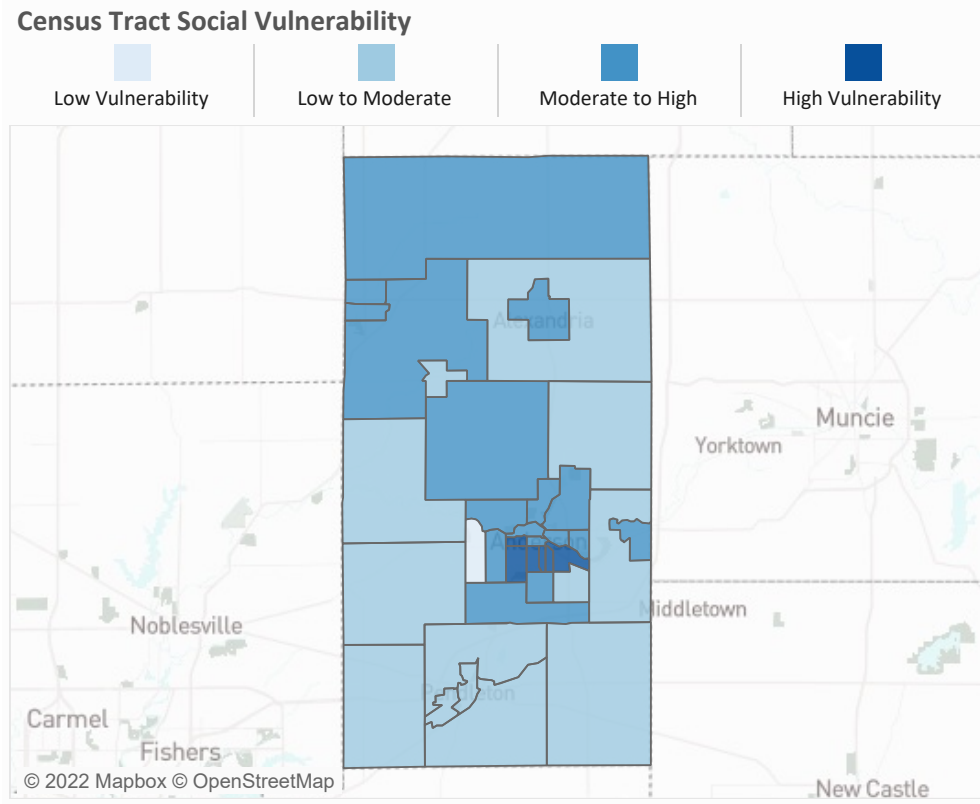 Census Tract Social Vulnerability
Low Vulnerability
Low to Moderate
Moderate to High
High Vulnerability
Alexandria
Muncie
Yorktown
Anderson
Middletown
Noblesville
Pendleton
Carmel
Fishers
© 2022 Mapbox © OpenStreetMap
New Castle